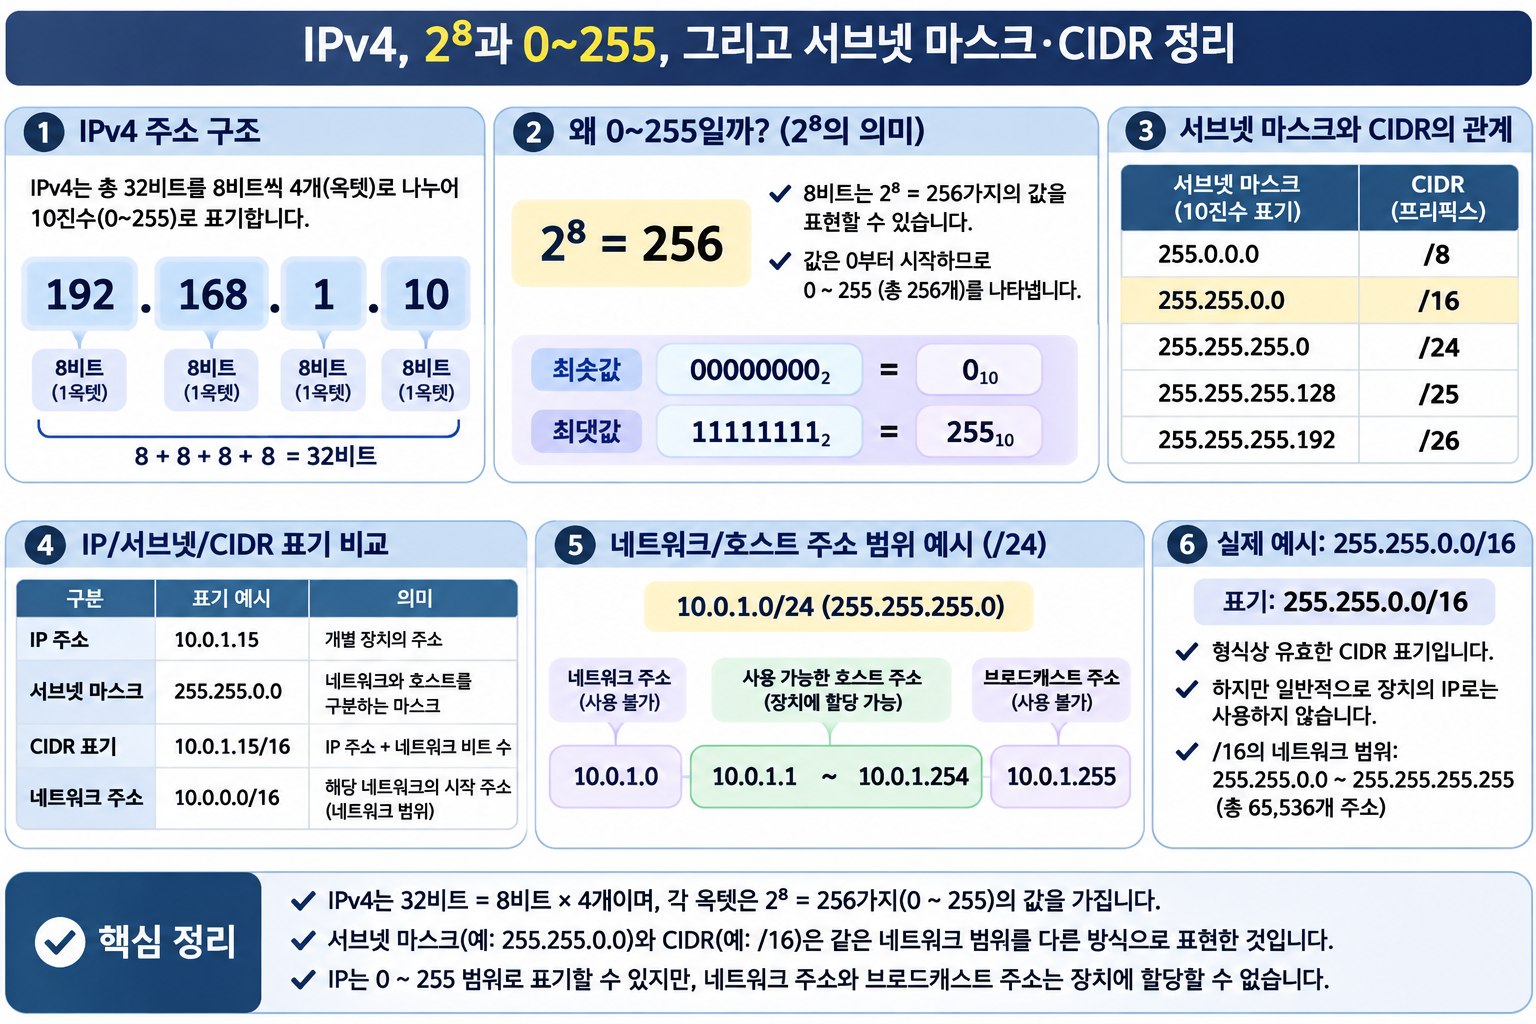 IPv4, 2⁸과 0~255, 그리고 서브넷 마스크·CIDR 정리
1 IPv4 주소 구조
IPv4는 총 32비트를 8비트씩 4개(옥텟)로 나누어
10진수(0~255)로 표기합니다.
192 . 168 . 1 . 10
8비트 8비트 8비트 8비트
(1옥텟) (1옥텟) (1옥텟) (1옥텟)
8 + 8 + 8 + 8 = 32비트
2 왜 0~255일까? (2⁸의 의미)
2⁸ = 256
✓ 8비트는 2⁸ = 256가지의 값을
표현할 수 있습니다.
✓ 값은 0부터 시작하므로
0 ~ 255 (총 256개)를 나타냅니다.
최솟값 00000000₂ = 0₁₀
최댓값 11111111₂ = 255₁₀
3 서브넷 마스크와 CIDR의 관계
서브넷 마스크 CIDR
(10진수 표기) (프리픽스)
255.0.0.0 /8
255.255.0.0 /16
255.255.255.0 /24
255.255.255.128 /25
255.255.255.192 /26
4 IP/서브넷/CIDR 표기 비교
구분 표기 예시 의미
IP 주소 10.0.1.15 개별 장치의 주소
서브넷 마스크 255.255.0.0 네트워크와 호스트를
구분하는 마스크
CIDR 표기 10.0.1.15/16 IP 주소 + 네트워크 비트 수
네트워크 주소 10.0.0.0/16 해당 네트워크의 시작 주소
(네트워크 범위)
5 네트워크/호스트 주소 범위 예시 (/24)
10.0.1.0/24 (255.255.255.0)
네트워크 주소 사용 가능한 호스트 주소 브로드캐스트 주소
(사용 불가) (장치에 할당 가능) (사용 불가)
10.0.1.0 10.0.1.1 ~ 10.0.1.254 10.0.1.255
6 실제 예시: 255.255.0.0/16
표기: 255.255.0.0/16
✓ 형식상 유효한 CIDR 표기입니다.
✓ 하지만 일반적으로 장치의 IP로는
사용하지 않습니다.
✓ /16의 네트워크 범위:
255.255.0.0 ~ 255.255.255.255
(총 65,536개 주소)
핵심 정리
✓ IPv4는 32비트 = 8비트 × 4개이며, 각 옥텟은 2⁸ = 256가지(0 ~ 255)의 값을 가집니다.
✓ 서브넷 마스크(예: 255.255.0.0)와 CIDR(예: /16)은 같은 네트워크 범위를 다른 방식으로 표현한 것입니다.
✓ IP는 0 ~ 255 범위로 표기할 수 있지만, 네트워크 주소와 브로드캐스트 주소는 장치에 할당할 수 없습니다.